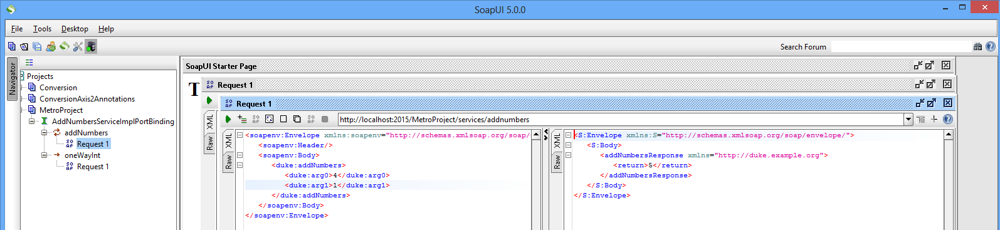 SoapUI 5.0.0
File Tools Desktop Help
Search Forum
Navigator
Projects
Conversion
ConversionAxis2Annotations
MetroProject
AddNumbersServiceImplPortBinding
addNumbers
Request 1
oneWayInt
Request 1
SoapUI Starter Page
T
Request 1
XML
Raw
Request 1
http://localhost:2015/MetroProject/services/addnumbers
XML
Raw
<soapenv:Envelope xmlns:soapenv="http://schemas.xmlsoap.org/soap/
<soapenv:Header/>
<soapenv:Body>
<duke:addNumbers>
<duke:arg0>4</duke:arg0>
<duke:arg1>1</duke:arg1>
</duke:addNumbers>
</soapenv:Body>
</soapenv:Envelope>
XML
Raw
<S:Envelope xmlns:S="http://schemas.xmlsoap.org/soap/envelope/">
<S:Body>
<addNumbersResponse xmlns="http://duke.example.org">
<return>5</return>
</addNumbersResponse>
</S:Body>
</S:Envelope>